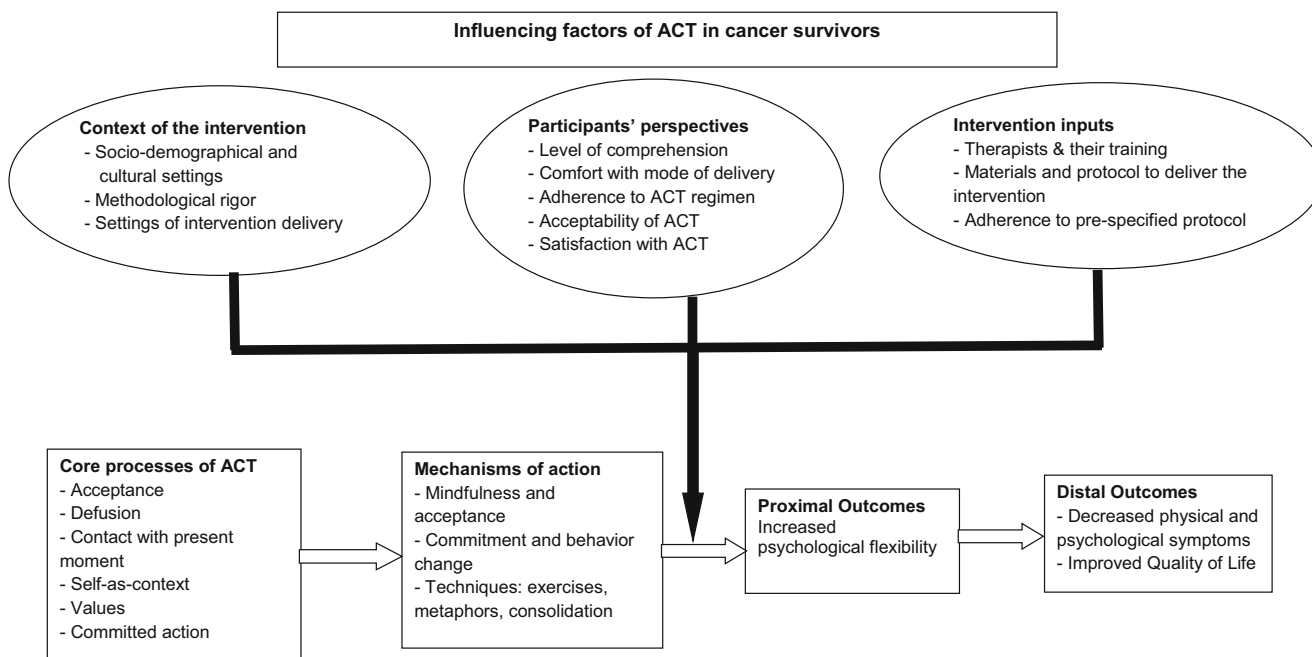 Influencing factors of ACT in cancer survivors
Context of the intervention
- Socio-demographical and
cultural settings
- Methodological rigor
- Settings of intervention delivery
Participants' perspectives
- Level of comprehension
- Comfort with mode of delivery
- Adherence to ACT regimen
- Acceptability of ACT
- Satisfaction with ACT
Intervention inputs
- Therapists & their training
- Materials and protocol to deliver the
intervention
- Adherence to pre-specified protocol
Core processes of ACT
- Acceptance
- Defusion
- Contact with present
moment
- Self-as-context
- Values
- Committed action
Mechanisms of action
- Mindfulness and
acceptance
- Commitment and behavior
change
- Techniques: exercises,
metaphors, consolidation
Proximal Outcomes
Increased
psychological flexibility
Distal Outcomes
- Decreased physical and
psychological symptoms
- Improved Quality of Life